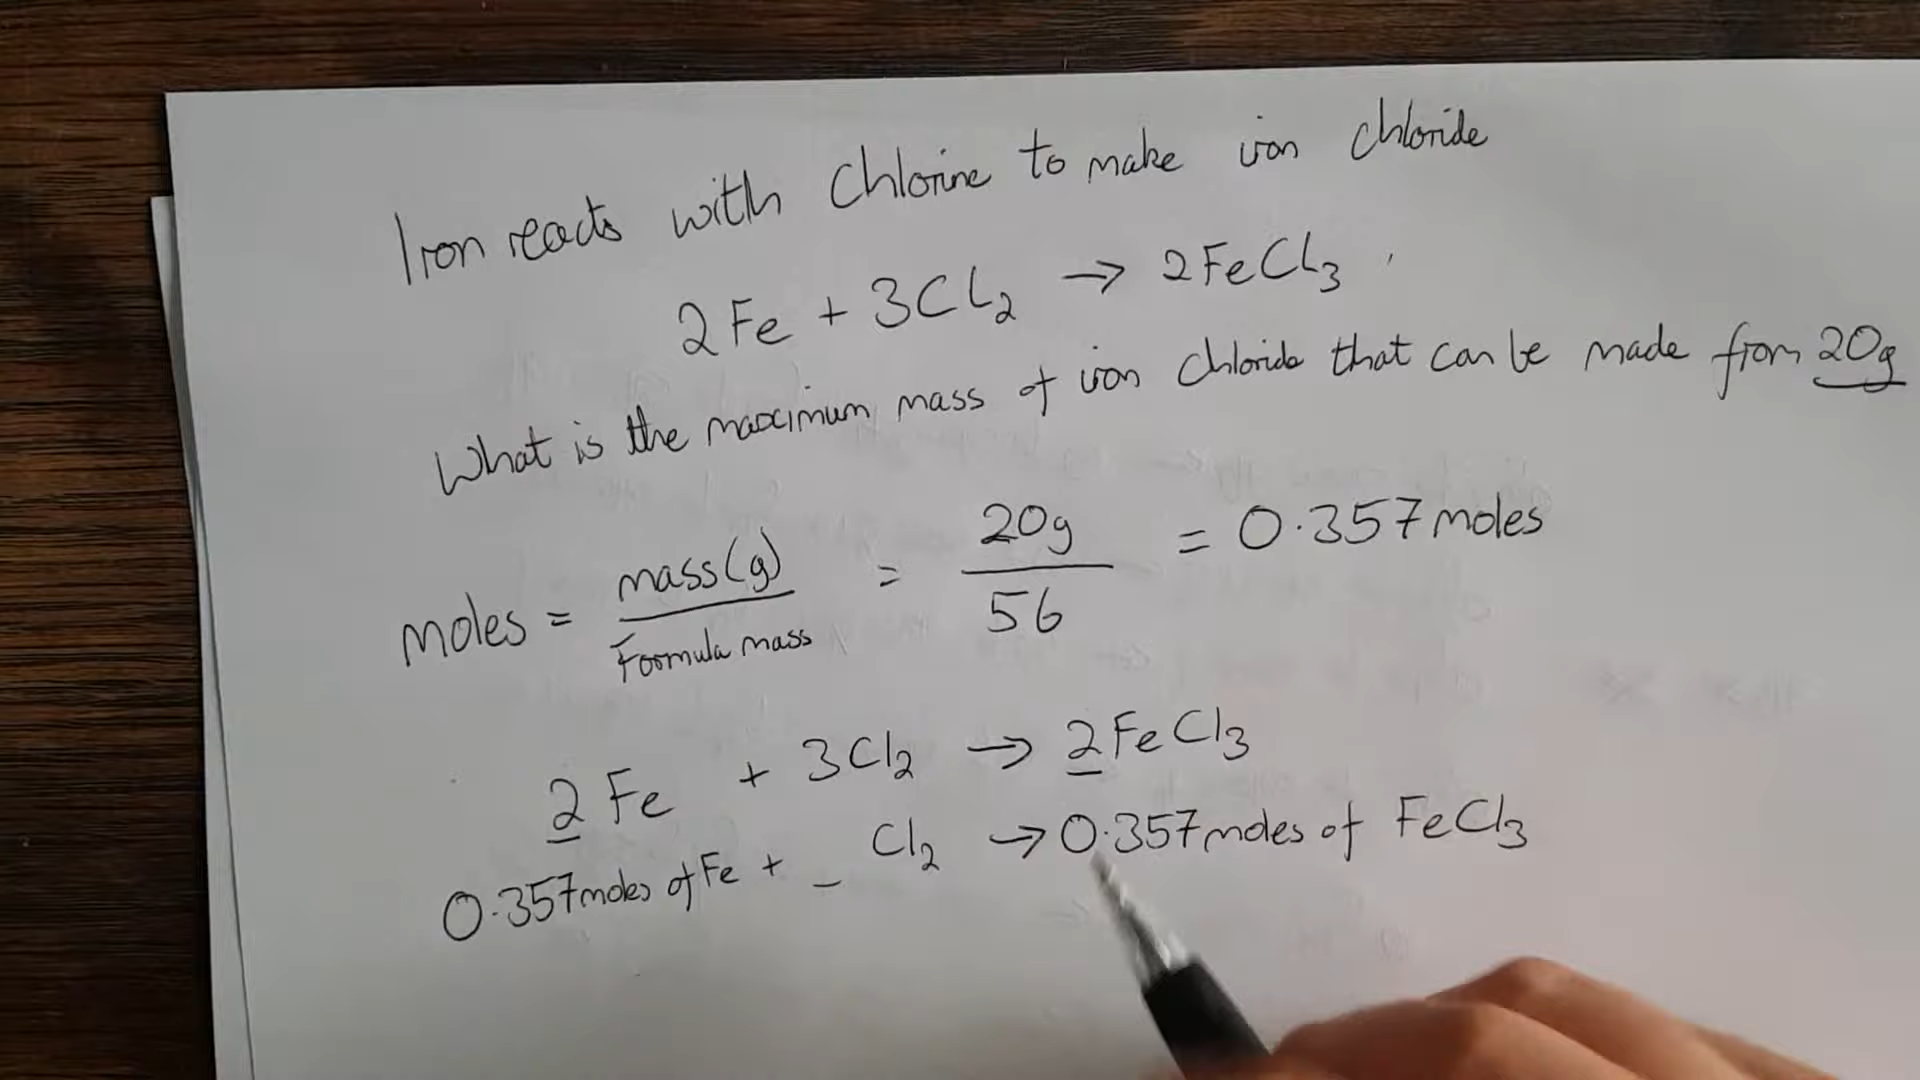 Iron reacts with Chlorine to make iron chloride
2Fe + 3Cl₂ → 2FeCl₃
What is the maximum mass of iron chloride that can be made from 20g
moles = mass(g) / Formula mass = 20g / 56 = 0.357 moles
2Fe + 3Cl₂ → 2FeCl₃
0.357 moles of Fe + _ Cl₂ → 0.357 moles of FeCl₃